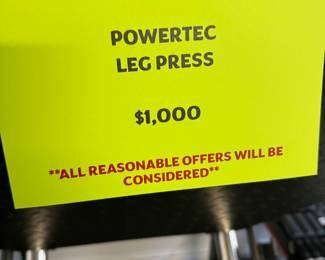 POWERTEC
LEG PRESS
$1,000
**ALL REASONABLE OFFERS WILL BE
CONSIDERED**